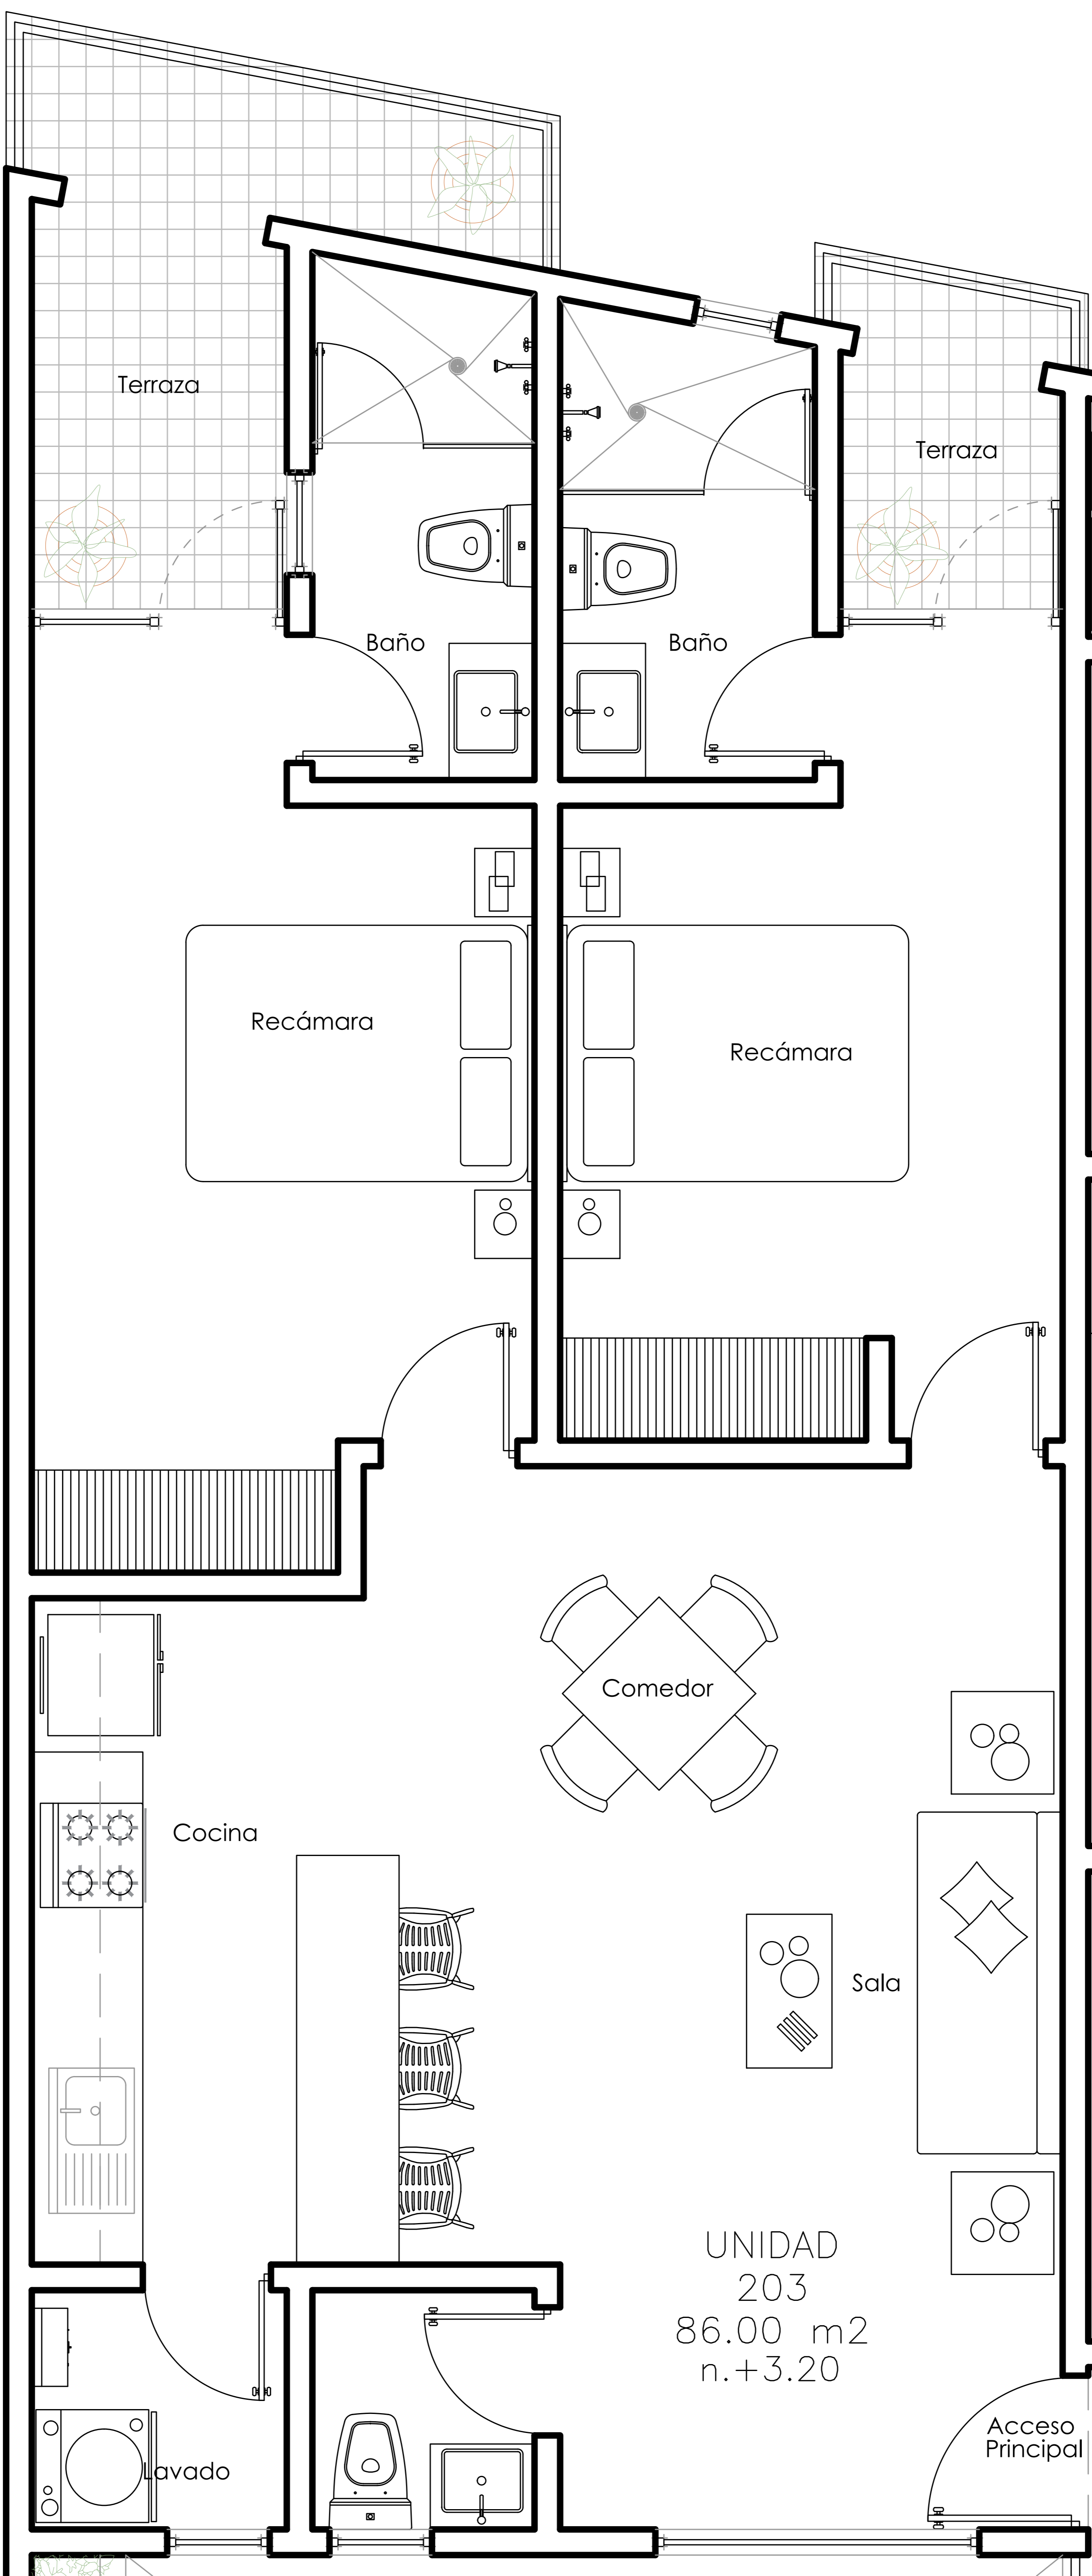 Terraza
Terraza
Baño
Baño
Recámara
Recámara
Comedor
Cocina
Sala
UNIDAD
203
86.00 m2
n.+3.20
Acceso
Principal
Lavado